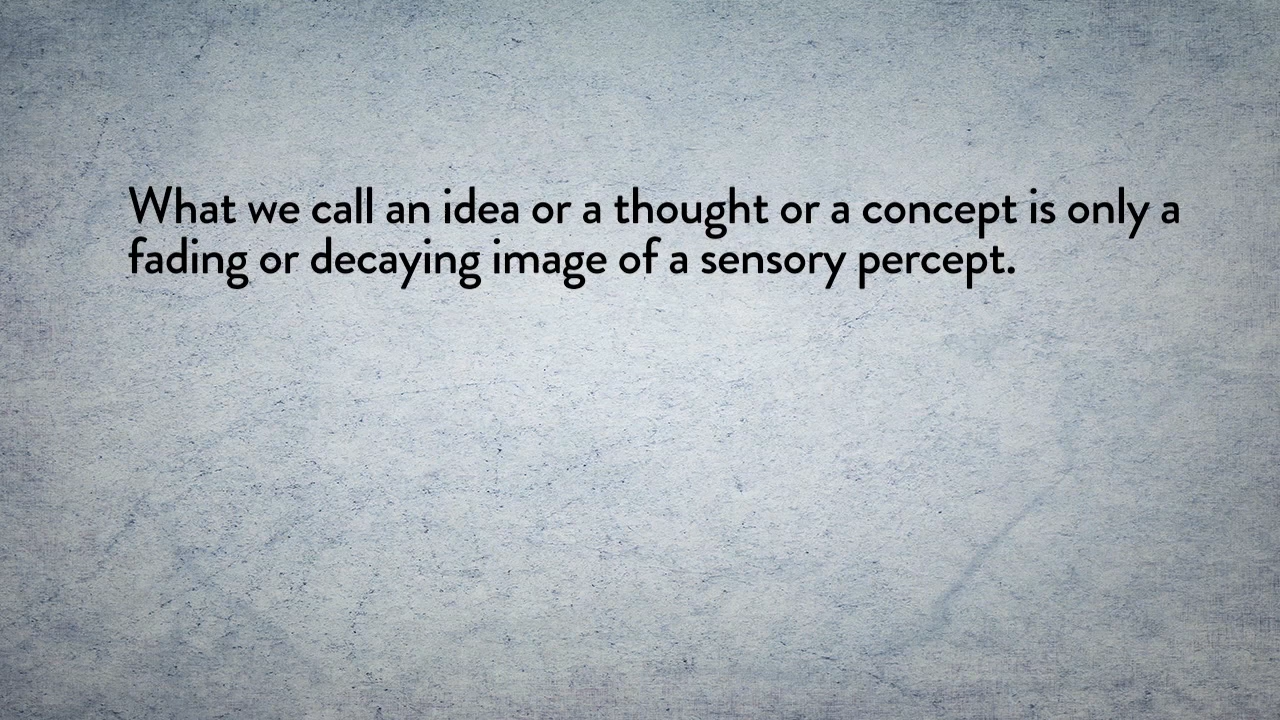 What we call an idea or a thought or a concept is only a
fading or decaying image of a sensory percept.